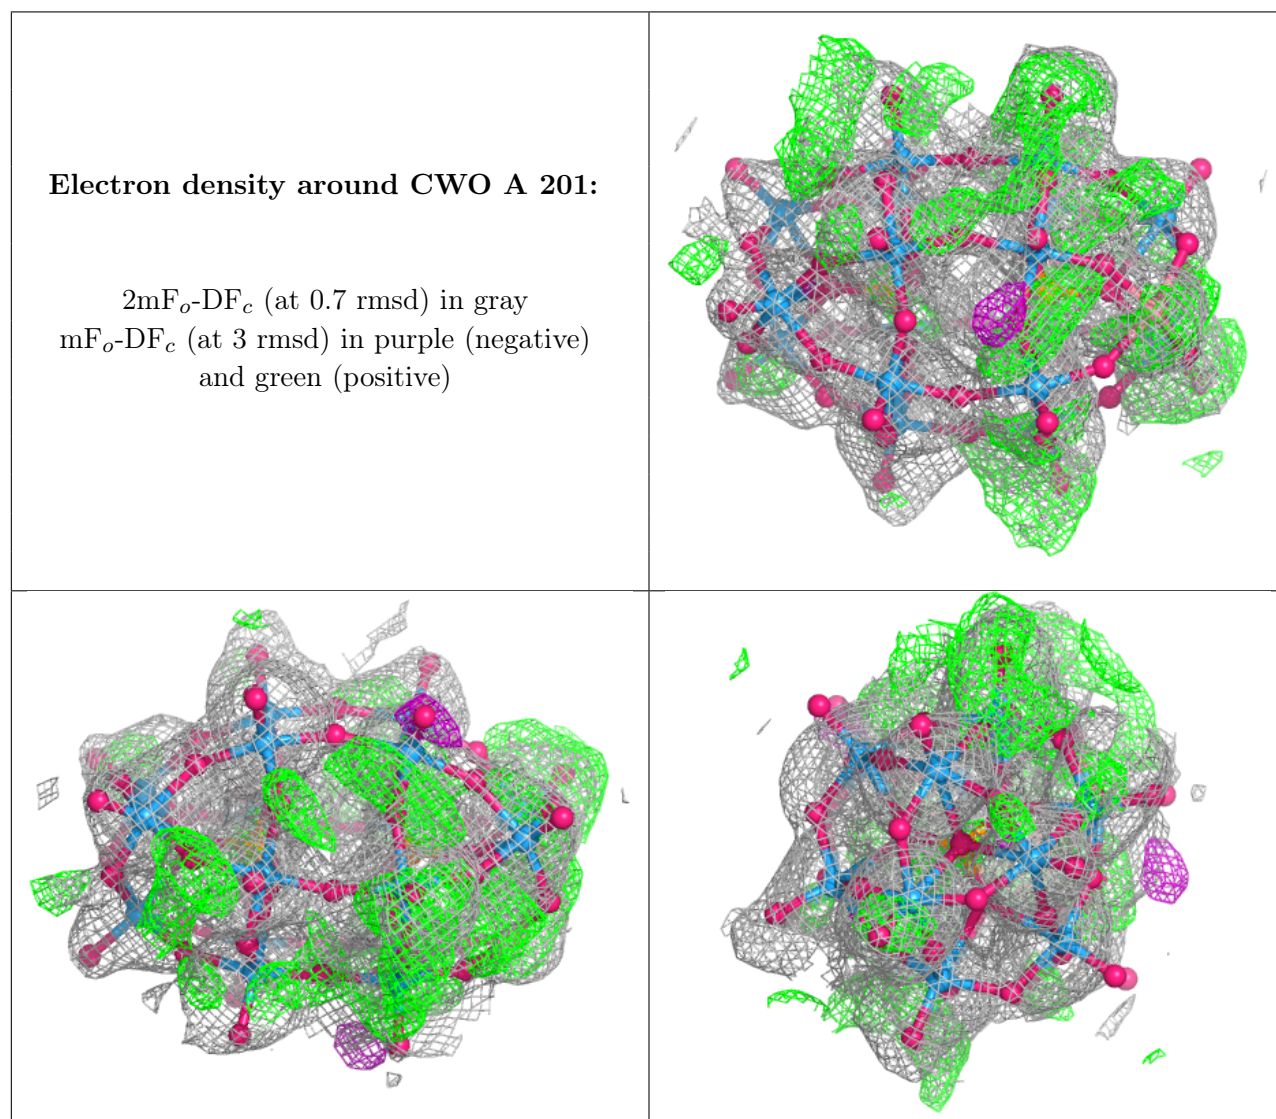 Electron density around CWO A 201:
2mFo-DFc (at 0.7 rmsd) in gray
mFo-DFc (at 3 rmsd) in purple (negative)
and green (positive)